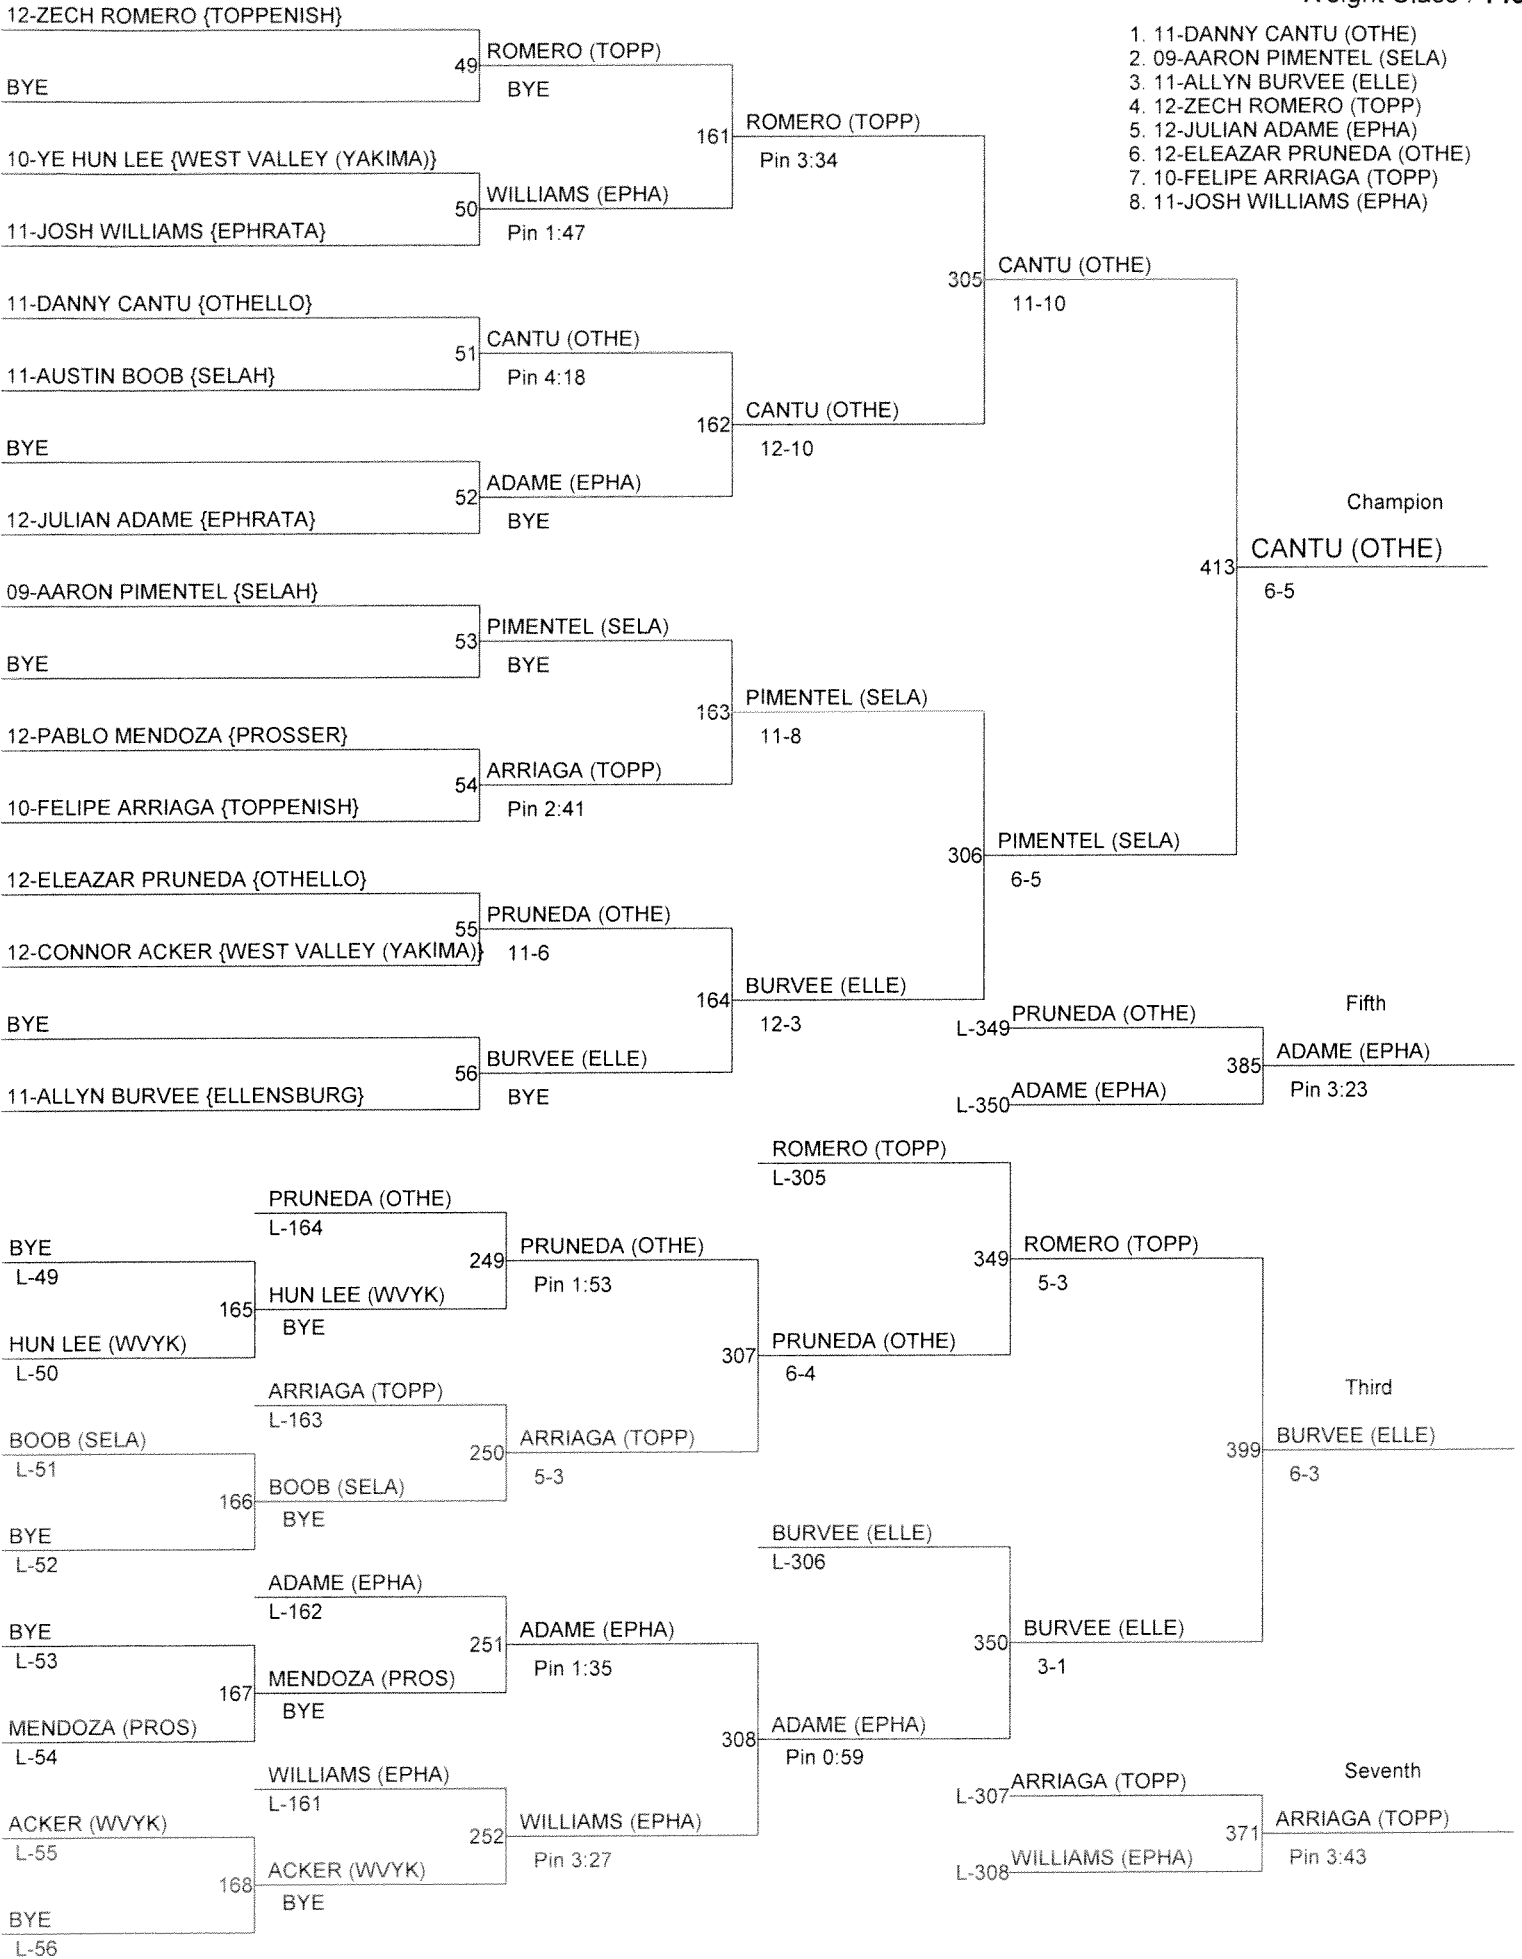 12-ZECH ROMERO {TOPPENISH}
BYE
10-YE HUN LEE {WEST VALLEY (YAKIMA)}
11-JOSH WILLIAMS {EPHRATA}
11-DANNY CANTU {OTHELLO}
11-AUSTIN BOOB {SELAH}
BYE
12-JULIAN ADAME {EPHRATA}
09-AARON PIMENTEL {SELAH}
BYE
12-PABLO MENDOZA {PROSSER}
10-FELIPE ARRIAGA {TOPPENISH}
12-ELEAZAR PRUNEDA {OTHELLO}
12-CONNOR ACKER {WEST VALLEY (YAKIMA)}
BYE
11-ALLYN BURVEE {ELLENSBURG}
49 ROMERO (TOPP)
BYE
50 WILLIAMS (EPHA)
Pin 1:47
51 CANTU (OTHE)
Pin 4:18
52 ADAME (EPHA)
BYE
53 PIMENTEL (SELA)
BYE
54 ARRIAGA (TOPP)
Pin 2:41
55 PRUNEDA (OTHE)
11-6
56 BURVEE (ELLE)
BYE
161 ROMERO (TOPP)
Pin 3:34
162 CANTU (OTHE)
12-10
163 PIMENTEL (SELA)
11-8
164 BURVEE (ELLE)
12-3
305 CANTU (OTHE)
11-10
306 PIMENTEL (SELA)
6-5
Champion
413 CANTU (OTHE)
6-5
1. 11-DANNY CANTU (OTHE)
2. 09-AARON PIMENTEL (SELA)
3. 11-ALLYN BURVEE (ELLE)
4. 12-ZECH ROMERO (TOPP)
5. 12-JULIAN ADAME (EPHA)
6. 12-ELEAZAR PRUNEDA (OTHE)
7. 10-FELIPE ARRIAGA (TOPP)
8. 11-JOSH WILLIAMS (EPHA)
Fifth
L-349 PRUNEDA (OTHE)
L-350 ADAME (EPHA)
385 ADAME (EPHA)
Pin 3:23
BYE
L-49
HUN LEE (WVYK)
L-50
BOOB (SELA)
L-51
BYE
L-52
BYE
L-53
MENDOZA (PROS)
L-54
ACKER (WVYK)
L-55
BYE
L-56
PRUNEDA (OTHE)
L-164
165 HUN LEE (WVYK)
BYE
ARRIAGA (TOPP)
L-163
166 BOOB (SELA)
BYE
ADAME (EPHA)
L-162
167 MENDOZA (PROS)
BYE
WILLIAMS (EPHA)
L-161
168 ACKER (WVYK)
BYE
249 PRUNEDA (OTHE)
Pin 1:53
250 ARRIAGA (TOPP)
5-3
251 ADAME (EPHA)
Pin 1:35
252 WILLIAMS (EPHA)
Pin 3:27
ROMERO (TOPP)
L-305
307 PRUNEDA (OTHE)
6-4
BURVEE (ELLE)
L-306
308 ADAME (EPHA)
Pin 0:59
349 ROMERO (TOPP)
5-3
350 BURVEE (ELLE)
3-1
Third
399 BURVEE (ELLE)
6-3
Seventh
L-307 ARRIAGA (TOPP)
L-308 WILLIAMS (EPHA)
371 ARRIAGA (TOPP)
Pin 3:43